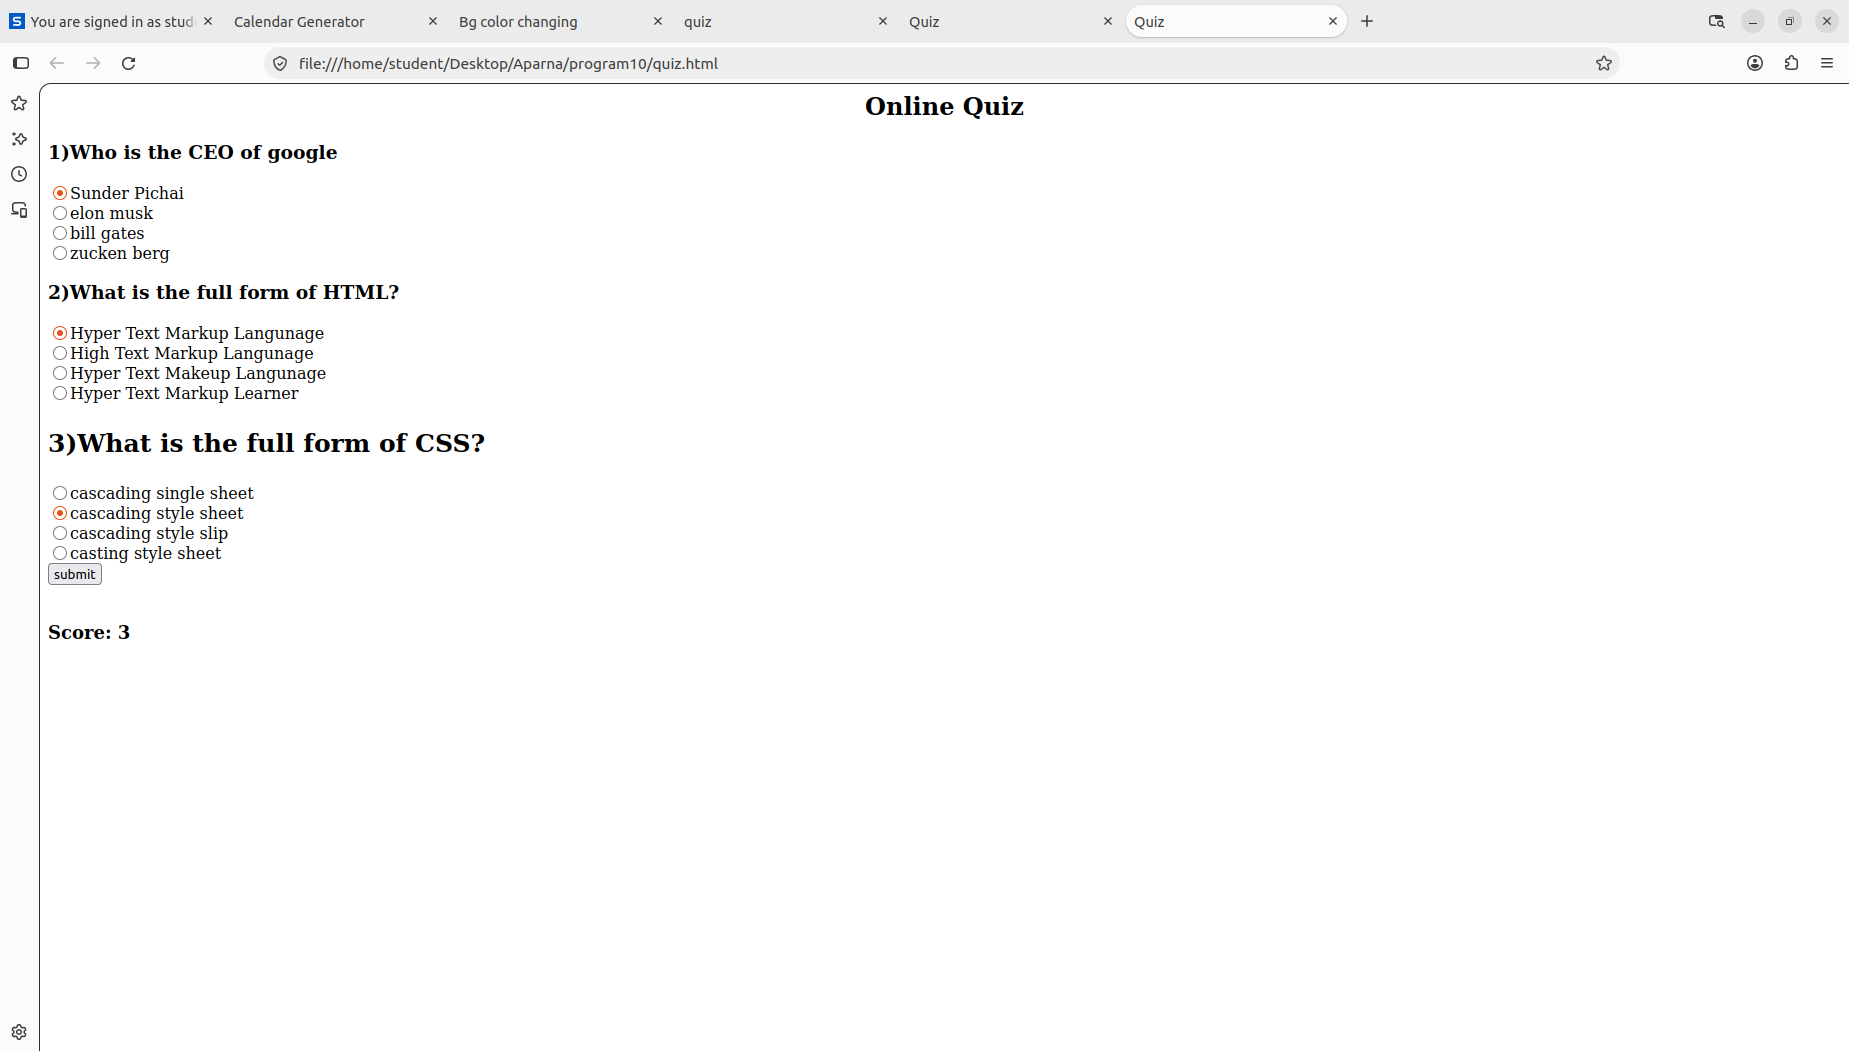 You are signed in as stud
Calendar Generator
Bg color changing
quiz
Quiz
Quiz
file:///home/student/Desktop/Aparna/program10/quiz.html
Online Quiz
1)Who is the CEO of google
Sunder Pichai
elon musk
bill gates
zucken berg
2)What is the full form of HTML?
Hyper Text Markup Langunage
High Text Markup Langunage
Hyper Text Makeup Langunage
Hyper Text Markup Learner
3)What is the full form of CSS?
cascading single sheet
cascading style sheet
cascading style slip
casting style sheet
submit
Score: 3